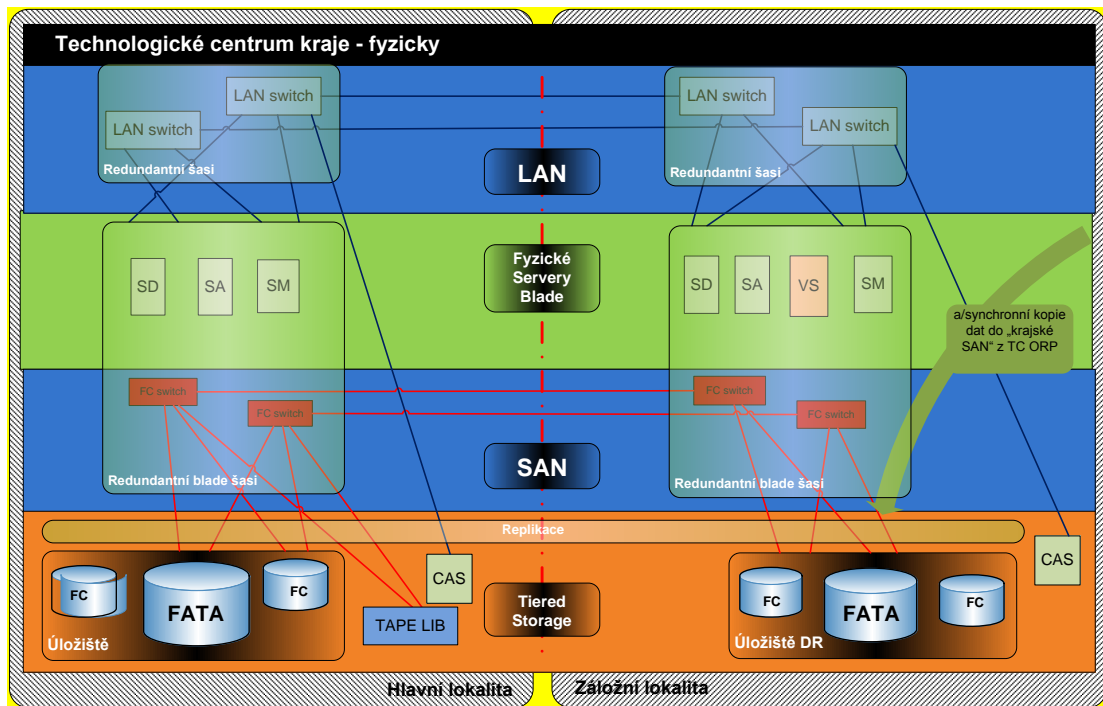 Technologické centrum kraje - fyzicky
LAN switch
LAN switch
Redundantní šasi
LAN switch
LAN switch
Redundantní šasi
LAN
SD
SA
SM
Fyzické
Servery
Blade
SD
SA
VS
SM
a/synchronní kopie
dat do „krajské
SAN“ z TC ORP
FC switch
FC switch
Redundantní blade šasi
SAN
FC switch
FC switch
Redundantní blade šasi
Replikace
FC
FATA
FC
Úložiště
CAS
TAPE LIB
Tiered
Storage
FC
FATA
FC
Úložiště DR
CAS
Hlavní lokalita
Záložní lokalita